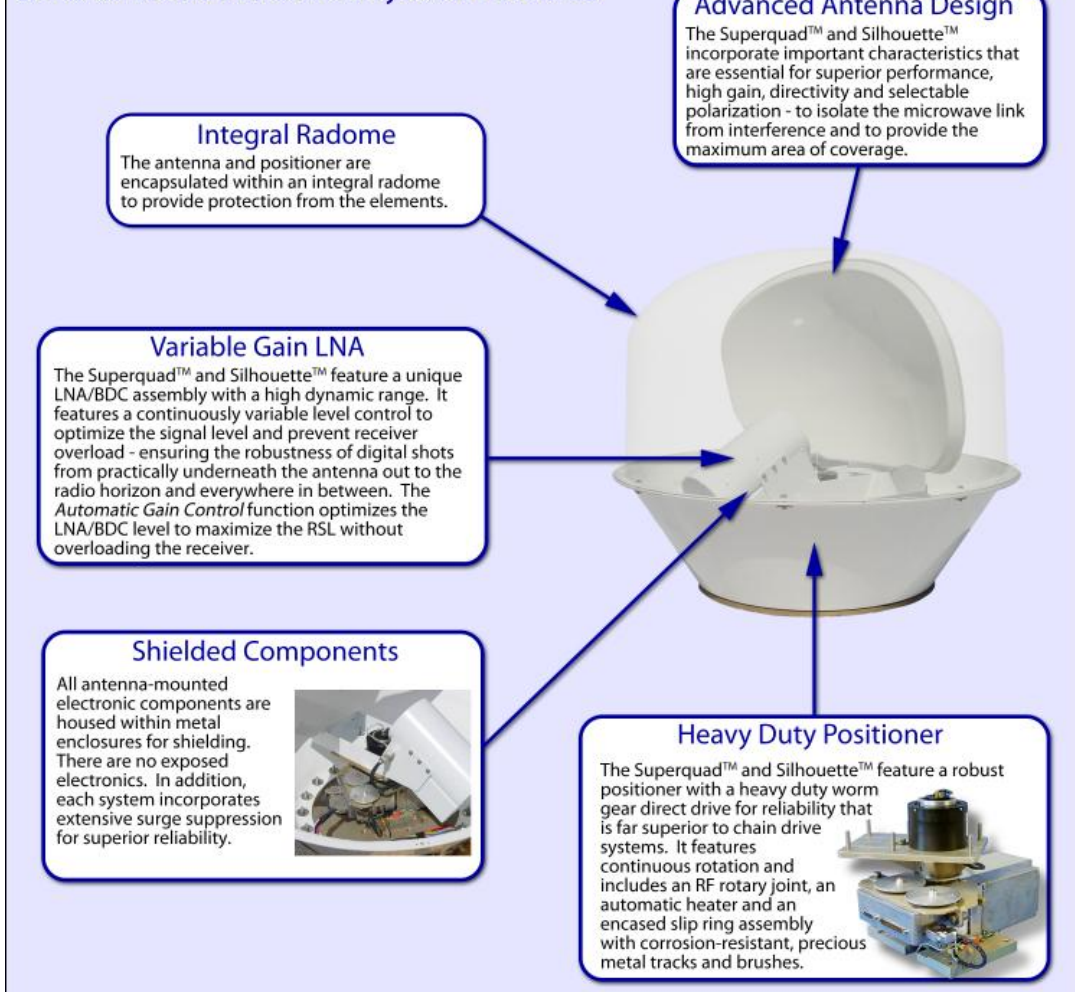 Advanced Antenna Design
The Superquad™ and Silhouette™
incorporate important characteristics that
are essential for superior performance,
high gain, directivity and selectable
polarization - to isolate the microwave link
from interference and to provide the
maximum area of coverage.
Integral Radome
The antenna and positioner are
encapsulated within an integral radome
to provide protection from the elements.
Variable Gain LNA
The Superquad™ and Silhouette™ feature a unique
LNA/BDC assembly with a high dynamic range. It
features a continuously variable level control to
optimize the signal level and prevent receiver
overload - ensuring the robustness of digital shots
from practically underneath the antenna out to the
radio horizon and everywhere in between. The
Automatic Gain Control function optimizes the
LNA/BDC level to maximize the RSL without
overloading the receiver.
Shielded Components
All antenna-mounted
electronic components are
housed within metal
enclosures for shielding.
There are no exposed
electronics. In addition,
each system incorporates
extensive surge suppression
for superior reliability.
Heavy Duty Positioner
The Superquad™ and Silhouette™ feature a robust
positioner with a heavy duty worm
gear direct drive for reliability that
is far superior to chain drive
systems. It features
continuous rotation and
includes an RF rotary joint, an
automatic heater and an
encased slip ring assembly
with corrosion-resistant, precious
metal tracks and brushes.